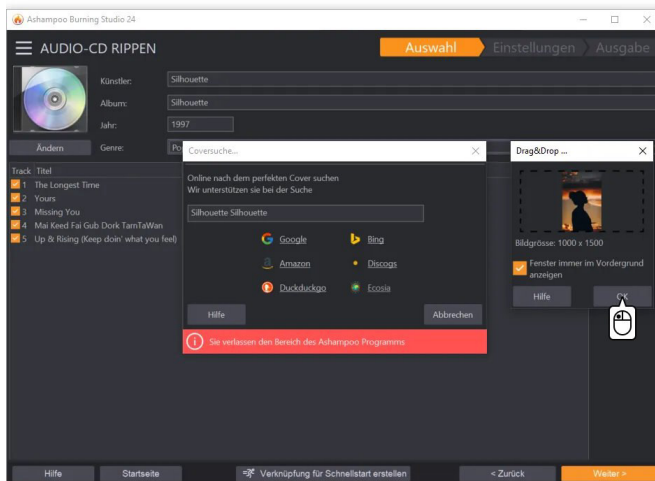 Ashampoo Burning Studio 24
AUDIO-CD RIPPEN
Auswahl
Einstellungen
Ausgabe
Künstler:
Silhouette
Album:
Silhouette
Jahr:
1997
Ändern
Genre:
Po
Track Titel
1 The Longest Time
2 Yours
3 Missing You
4 Mai Keed Fai Gub Dork TarnTaWan
5 Up & Rising (Keep doin' what you feel)
Coversuche...
Online nach dem perfekten Cover suchen
Wir unterstützen sie bei der Suche
Silhouette Silhouette
Google
Bing
Amazon
Discogs
Duckduckgo
Ecosia
Hilfe
Abbrechen
Sie verlassen den Bereich des Ashampoo Programms
Drag&Drop ...
Bildgrösse: 1000 x 1500
Fenster immer im Vordergrund
anzeigen
Hilfe
OK
Hilfe
Startseite
Verknüpfung für Schnellstart erstellen
< Zurück
Weiter >